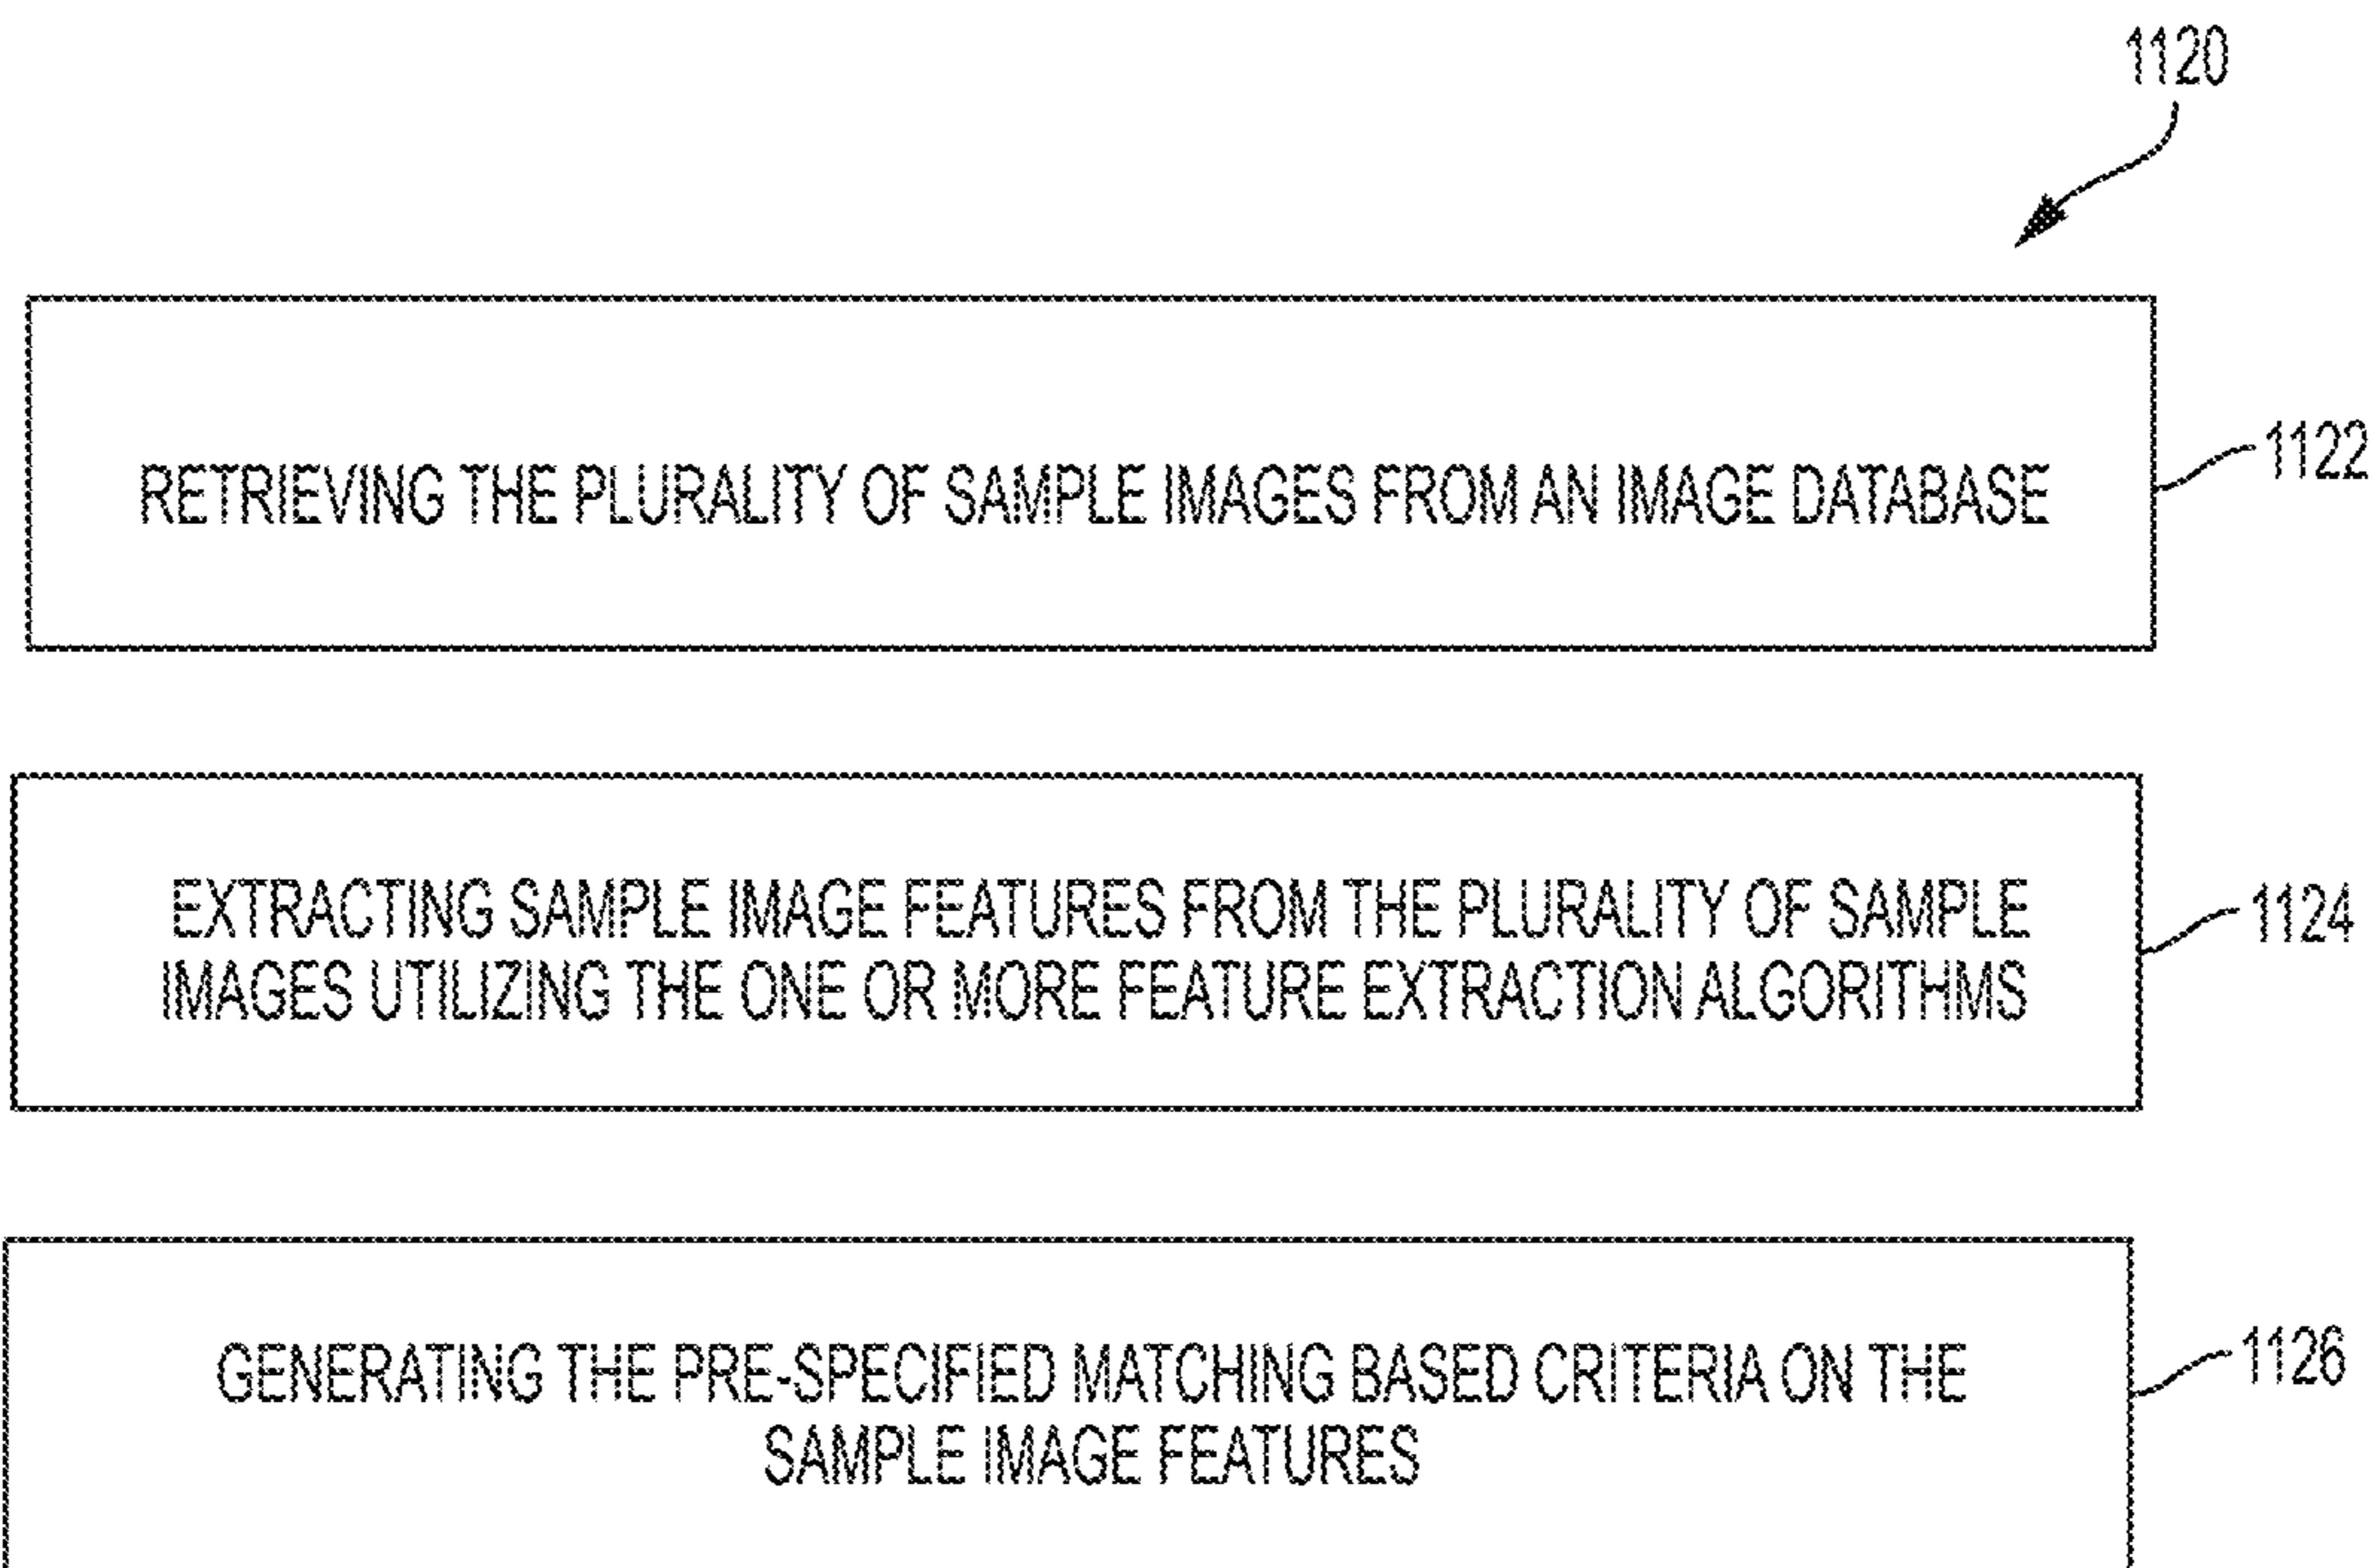 1120
RETRIEVING THE PLURALITY OF SAMPLE IMAGES FROM AN IMAGE DATABASE
1122
EXTRACTING SAMPLE IMAGE FEATURES FROM THE PLURALITY OF SAMPLE
IMAGES UTILIZING THE ONE OR MORE FEATURE EXTRACTION ALGORITHMS
1124
GENERATING THE PRE-SPECIFIED MATCHING BASED CRITERIA ON THE
SAMPLE IMAGE FEATURES
1126